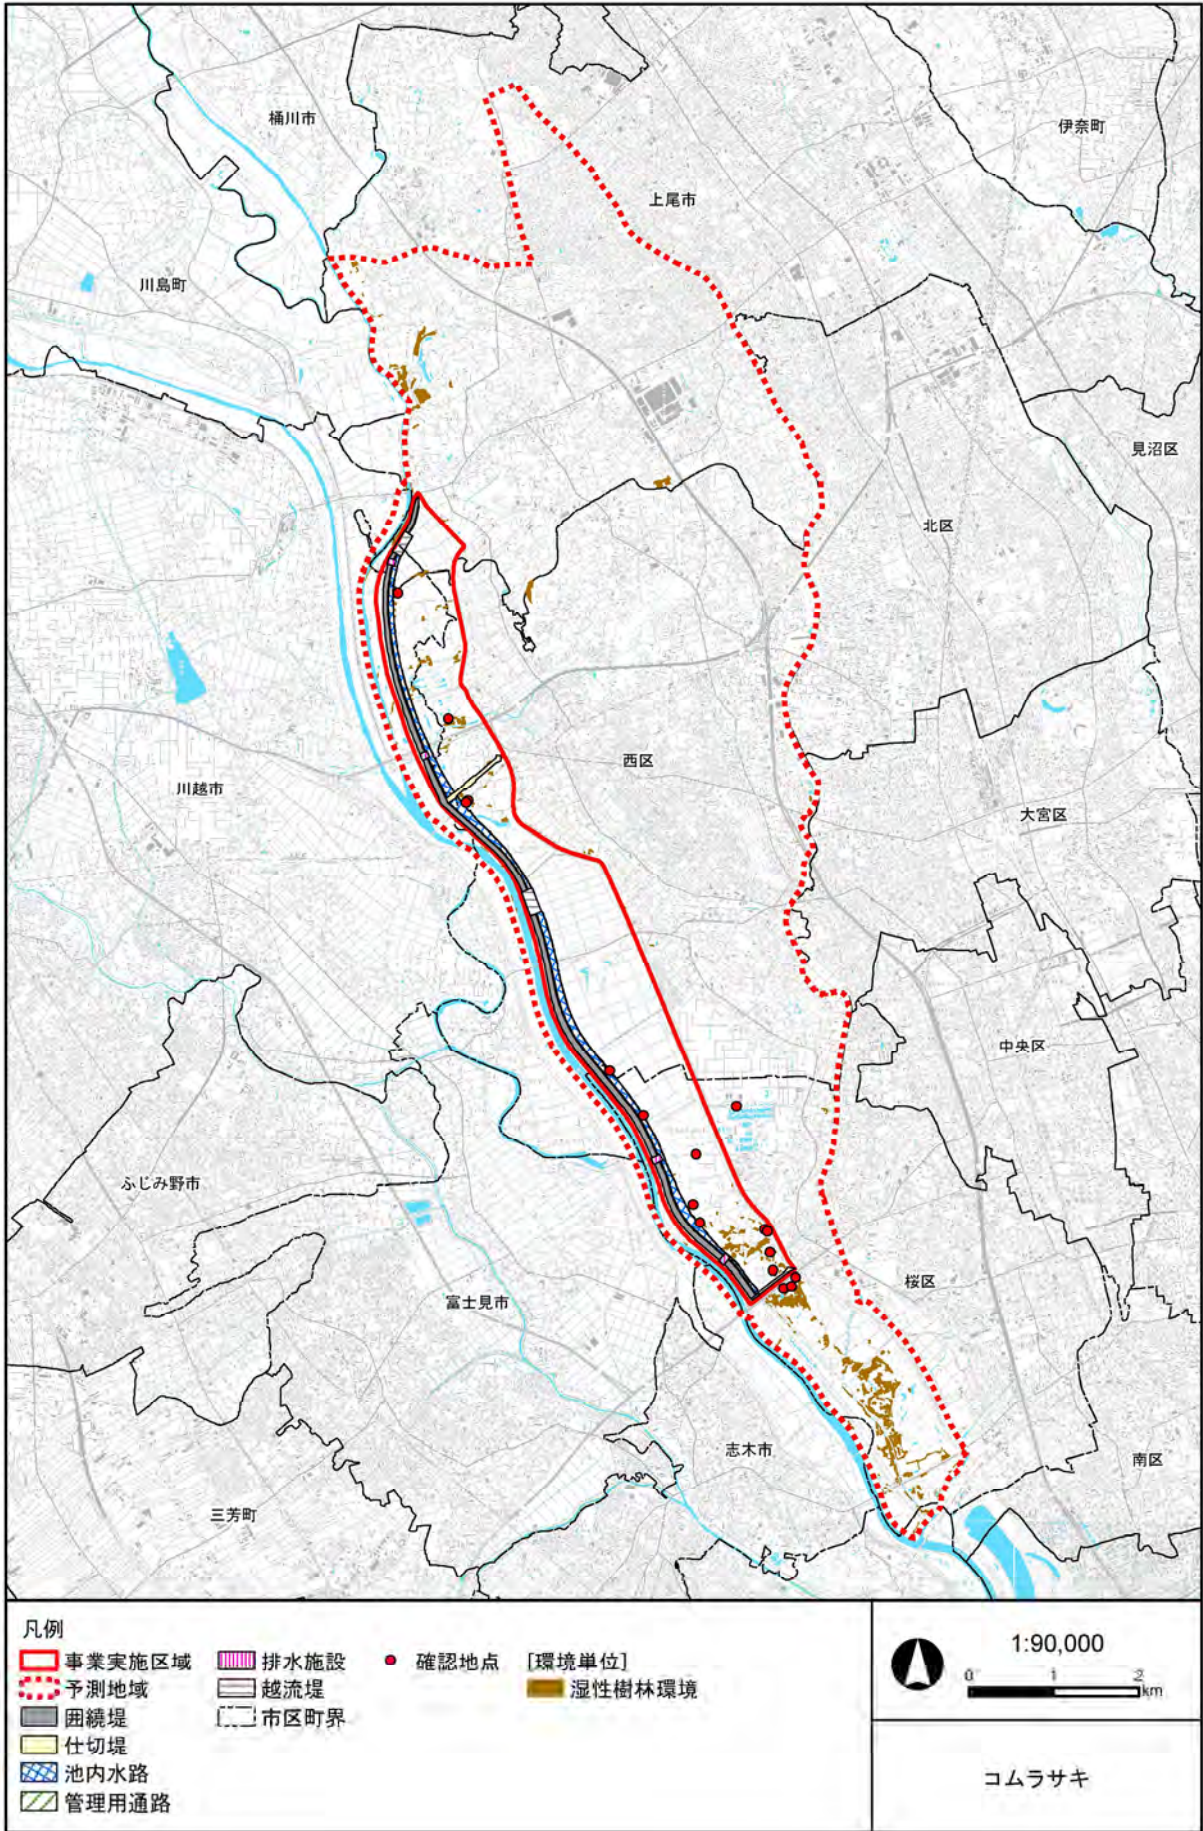 桶川市
伊奈町
上尾市
川島町
見沼区
北区
西区
川越市
大宮区
中央区
ふじみ野市
桜区
富士見市
志木市
南区
三芳町
凡例
事業実施区域
予測地域
囲繞堤
仕切堤
池内水路
管理用通路
排水施設
越流堤
市区町界
確認地点
[環境単位]
湿性樹林環境
1:90,000
0 1 2
km
コムラサキ